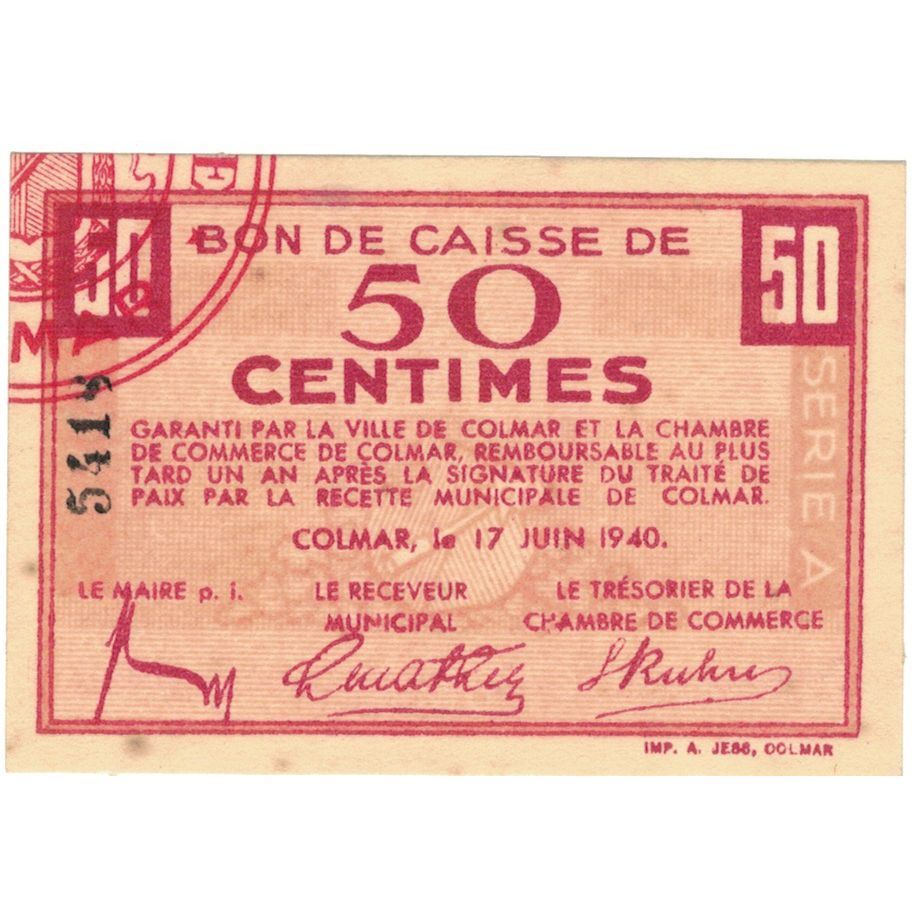 BON DE CAISSE DE
50
50
CENTIMES
GARANTI PAR LA VILLE DE COLMAR ET LA CHAMBRE
DE COMMERCE DE COLMAR, REMBOURSABLE AU PLUS
TARD UN AN APRÈS LA SIGNATURE DU TRAITÉ DE
PAIX PAR LA RECETTE MUNICIPALE DE COLMAR.
COLMAR, le 17 JUIN 1940.
5419
SERIE A
LE MAIRE p. i.
LE RECEVEUR
MUNICIPAL
LE TRÉSORIER DE LA
CHAMBRE DE COMMERCE
IMP. A. JESS, COLMAR